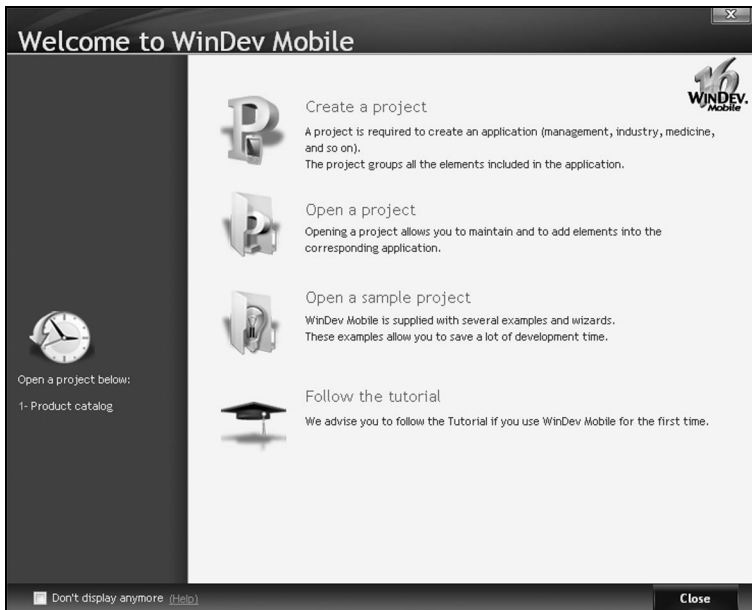 X
Welcome to WinDev Mobile
16
WINDEV.
Mobile
Create a project
A project is required to create an application (management, industry, medicine,
and so on).
The project groups all the elements included in the application.
Open a project
Opening a project allows you to maintain and to add elements into the
corresponding application.
Open a sample project
WinDev Mobile is supplied with several examples and wizards.
These examples allow you to save a lot of development time.
Open a project below:
1- Product catalog
Follow the tutorial
We advise you to follow the Tutorial if you use WinDev Mobile for the first time.
Don't display anymore (Help)
Close